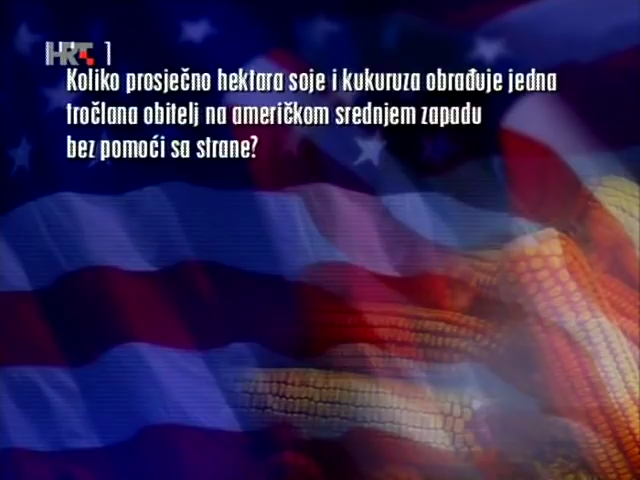 HRT 1
Koliko prosječno hektara soje i kukuruza obrađuje jedna
tročlana obitelj na američkom srednjem zapadu
bez pomoći sa strane?